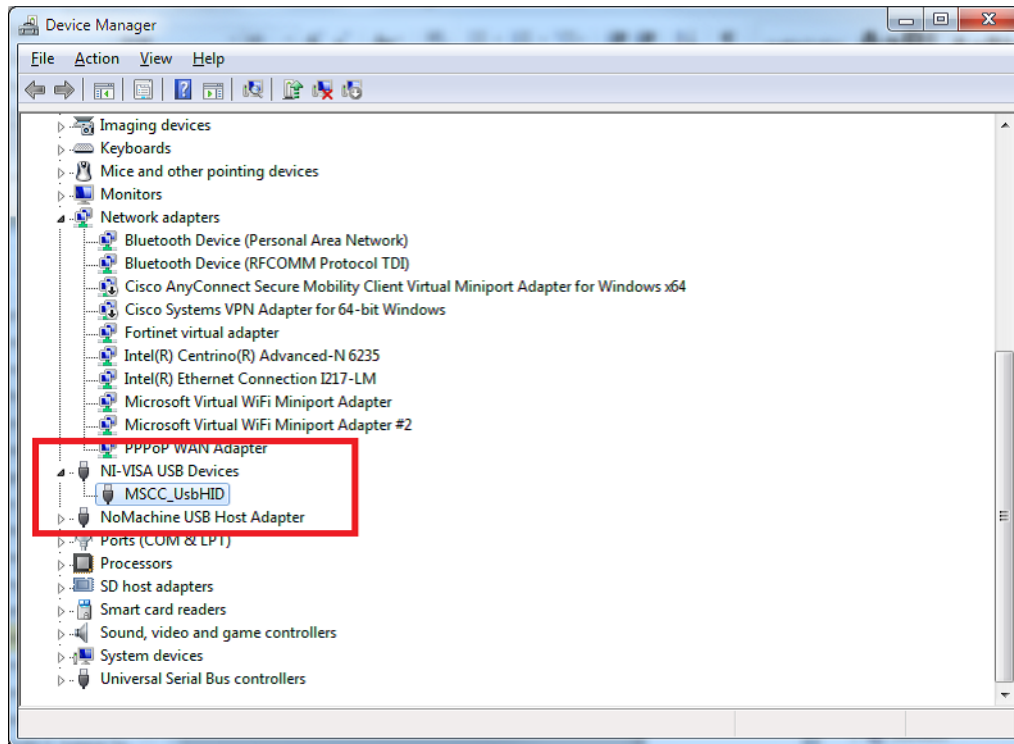 Device Manager
File Action View Help
Imaging devices
Keyboards
Mice and other pointing devices
Monitors
Network adapters
Bluetooth Device (Personal Area Network)
Bluetooth Device (RFCOMM Protocol TDI)
Cisco AnyConnect Secure Mobility Client Virtual Miniport Adapter for Windows x64
Cisco Systems VPN Adapter for 64-bit Windows
Fortinet virtual adapter
Intel(R) Centrino(R) Advanced-N 6235
Intel(R) Ethernet Connection I217-LM
Microsoft Virtual WiFi Miniport Adapter
Microsoft Virtual WiFi Miniport Adapter #2
PPPoP WAN Adapter
NI-VISA USB Devices
MSCC_UsbHID
NoMachine USB Host Adapter
Ports (COM & LPT)
Processors
SD host adapters
Smart card readers
Sound, video and game controllers
System devices
Universal Serial Bus controllers